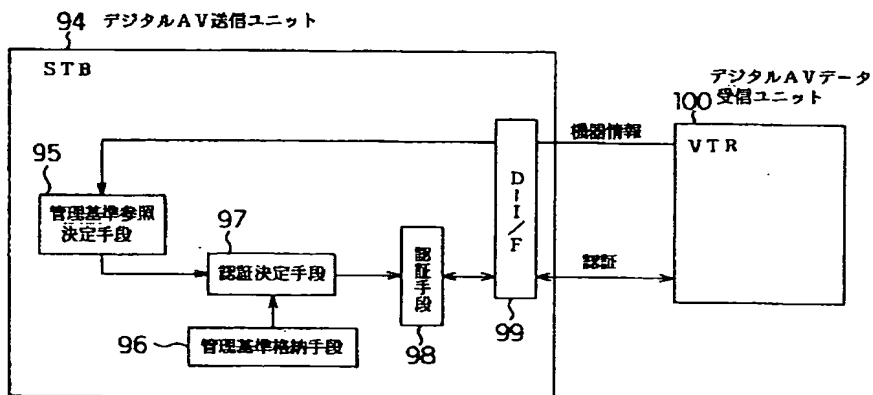 94 デジタルAV送信ユニット
STB
デジタルAVデータ
100 受信ユニット
機器情報
VTR
95
管理基準参照
決定手段
97
認証決定手段
認証手段
D-I/F
認証
96
管理基準格納手段
98
99